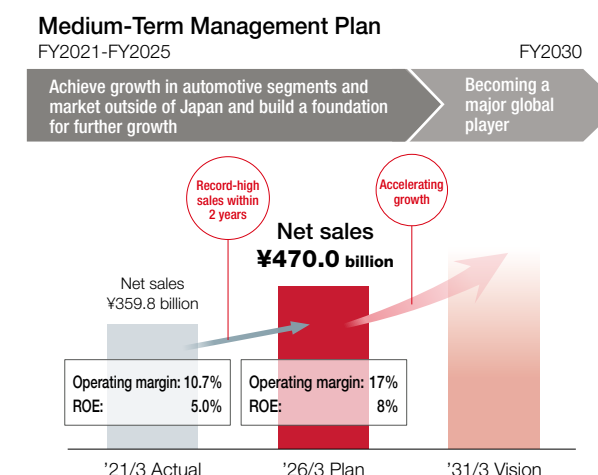 Medium-Term Management Plan
FY2021-FY2025
FY2030
Achieve growth in automotive segments and
market outside of Japan and build a foundation
for further growth
Becoming a
major global
player
Record-high
sales within
2 years
Accelerating
growth
Net sales
¥470.0 billion
Net sales
¥359.8 billion
Operating margin: 10.7%
ROE: 5.0%
Operating margin: 17%
ROE: 8%
'21/3 Actual
'26/3 Plan
'31/3 Vision